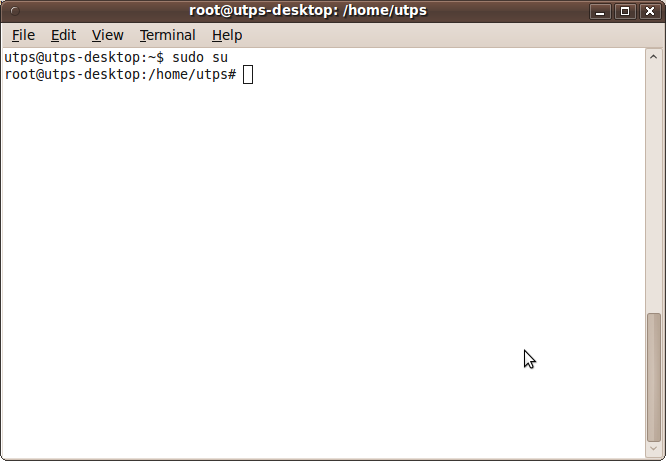 root@utps-desktop: /home/utps
File Edit View Terminal Help
utps@utps-desktop:~$ sudo su
root@utps-desktop:/home/utps#